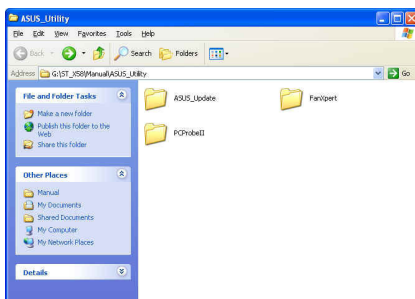 ASUS_Utility
File Edit View Favorites Tools Help
Back Search Folders
Address G:\ST_X58\Manual\ASUS_Utility Go
File and Folder Tasks
Make a new folder
Publish this folder to the
Web
Share this folder
Other Places
Manual
My Documents
Shared Documents
My Computer
My Network Places
Details
ASUS_Update FanXpert
PCProbeII